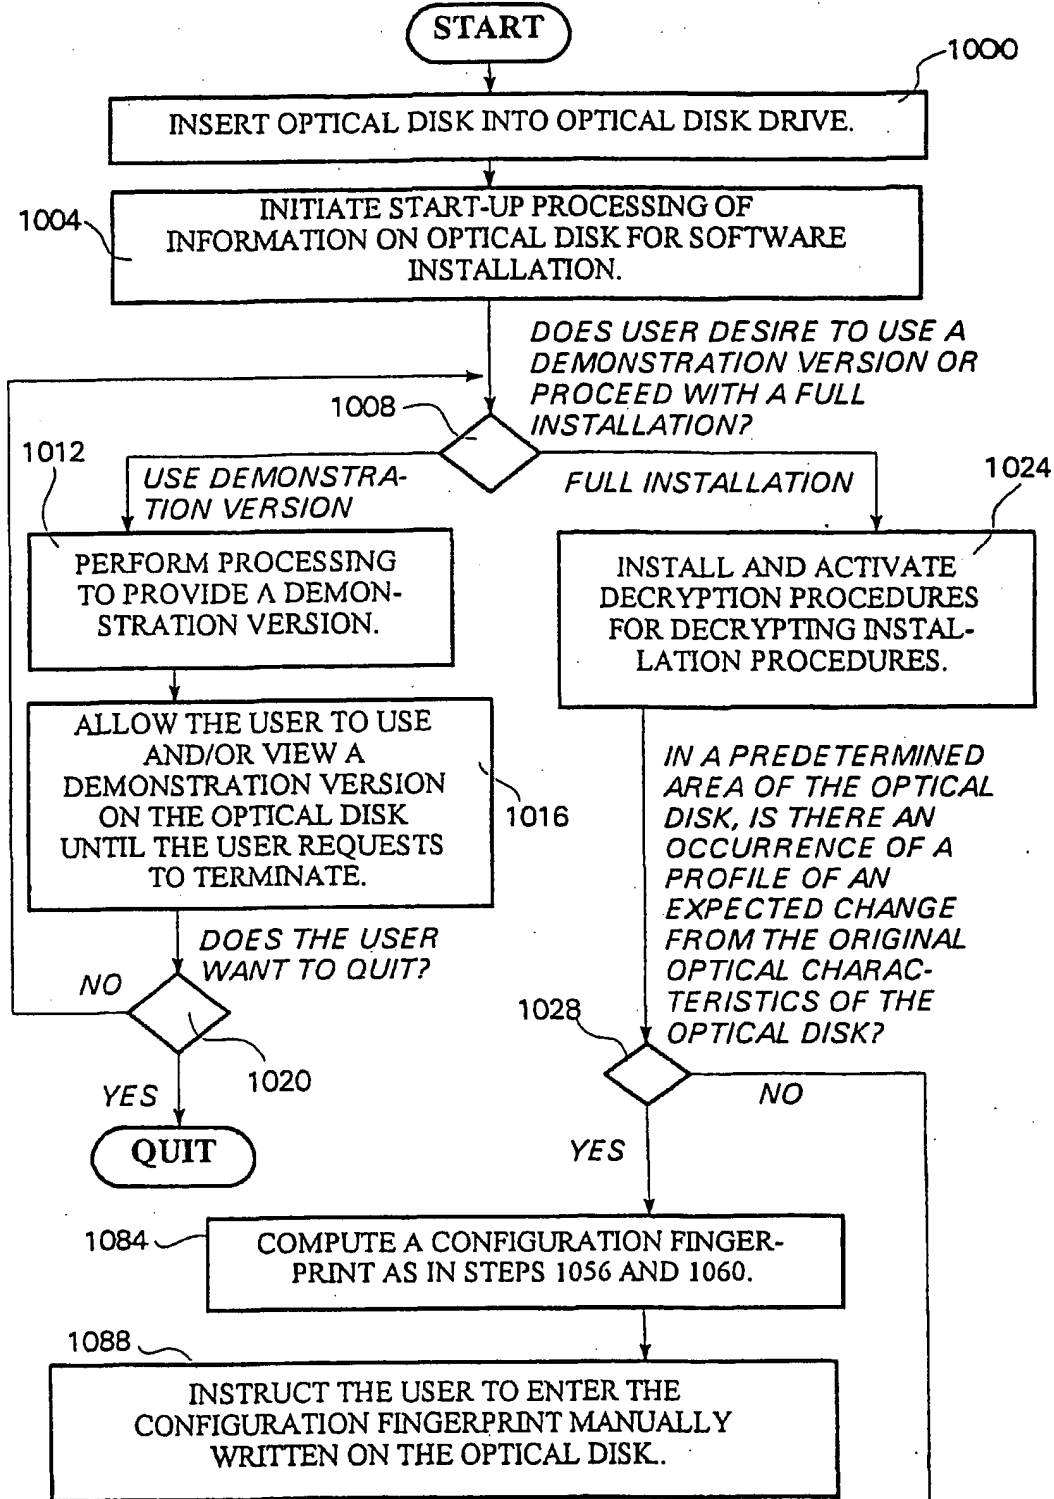 START
1000
INSERT OPTICAL DISK INTO OPTICAL DISK DRIVE.
1004
INITIATE START-UP PROCESSING OF
INFORMATION ON OPTICAL DISK FOR SOFTWARE
INSTALLATION.
DOES USER DESIRE TO USE A
DEMONSTRATION VERSION OR
PROCEED WITH A FULL
INSTALLATION?
1008
1012
USE DEMONSTRA-
TION VERSION
FULL INSTALLATION
1024
PERFORM PROCESSING
TO PROVIDE A DEMON-
STRATION VERSION.
INSTALL AND ACTIVATE
DECRYPTION PROCEDURES
FOR DECRYPTING INSTAL-
LATION PROCEDURES.
ALLOW THE USER TO USE
AND/OR VIEW A
DEMONSTRATION VERSION
ON THE OPTICAL DISK
UNTIL THE USER REQUESTS
TO TERMINATE.
1016
IN A PREDETERMINED
AREA OF THE OPTICAL
DISK, IS THERE AN
OCCURRENCE OF A
PROFILE OF AN
EXPECTED CHANGE
FROM THE ORIGINAL
OPTICAL CHARAC-
TERISTICS OF THE
OPTICAL DISK?
DOES THE USER
WANT TO QUIT?
NO
1020
YES
QUIT
1028
NO
YES
1084
COMPUTE A CONFIGURATION FINGER-
PRINT AS IN STEPS 1056 AND 1060.
1088
INSTRUCT THE USER TO ENTER THE
CONFIGURATION FINGERPRINT MANUALLY
WRITTEN ON THE OPTICAL DISK.